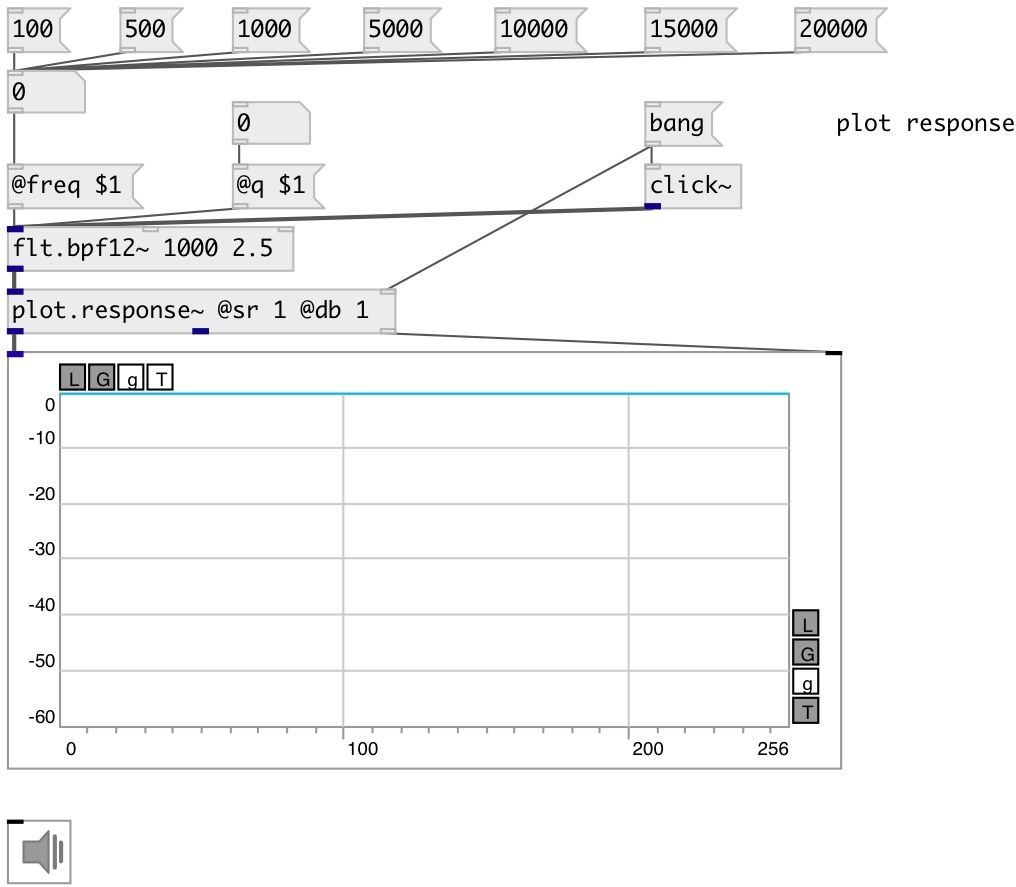 100 500 1000 5000 10000 15000 20000
0
0 bang plot response
@freq $1 @q $1 click~
flt.bpf12~ 1000 2.5
plot.response~ @sr 1 @db 1
L G g T
0
-10
-20
-30
-40
L
-50
G
g
-60
T
0 100 200 256